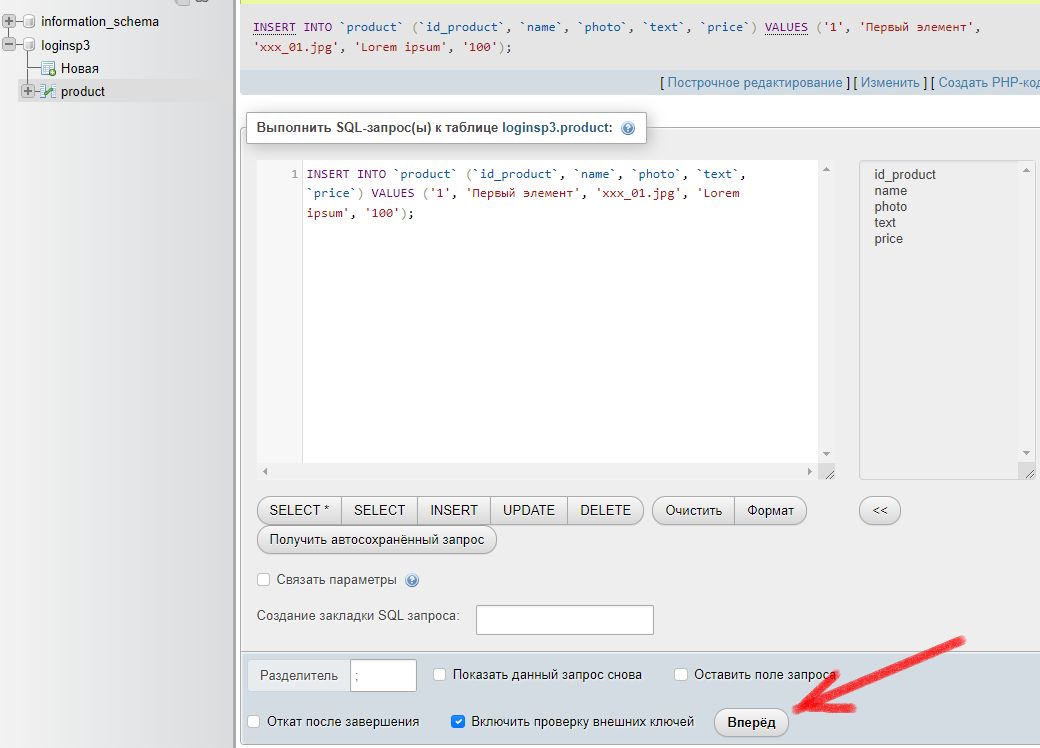 information_schema
loginsp3
Новая
product
INSERT INTO `product` (`id_product`, `name`, `photo`, `text`, `price`) VALUES ('1', 'Первый элемент',
'xxx_01.jpg', 'Lorem ipsum', '100');
[ Построчное редактирование ] [ Изменить ] [ Создать PHP-код
Выполнить SQL-запрос(ы) к таблице loginsp3.product:
1 INSERT INTO `product` (`id_product`, `name`, `photo`, `text`,
`price`) VALUES ('1', 'Первый элемент', 'xxx_01.jpg', 'Lorem
ipsum', '100');
id_product
name
photo
text
price
SELECT * SELECT INSERT UPDATE DELETE Очистить Формат <<
Получить автосохранённый запрос
Связать параметры
Создание закладки SQL запроса:
Разделитель ; Показать данный запрос снова Оставить поле запроса
Откат после завершения Включить проверку внешних ключей Вперёд